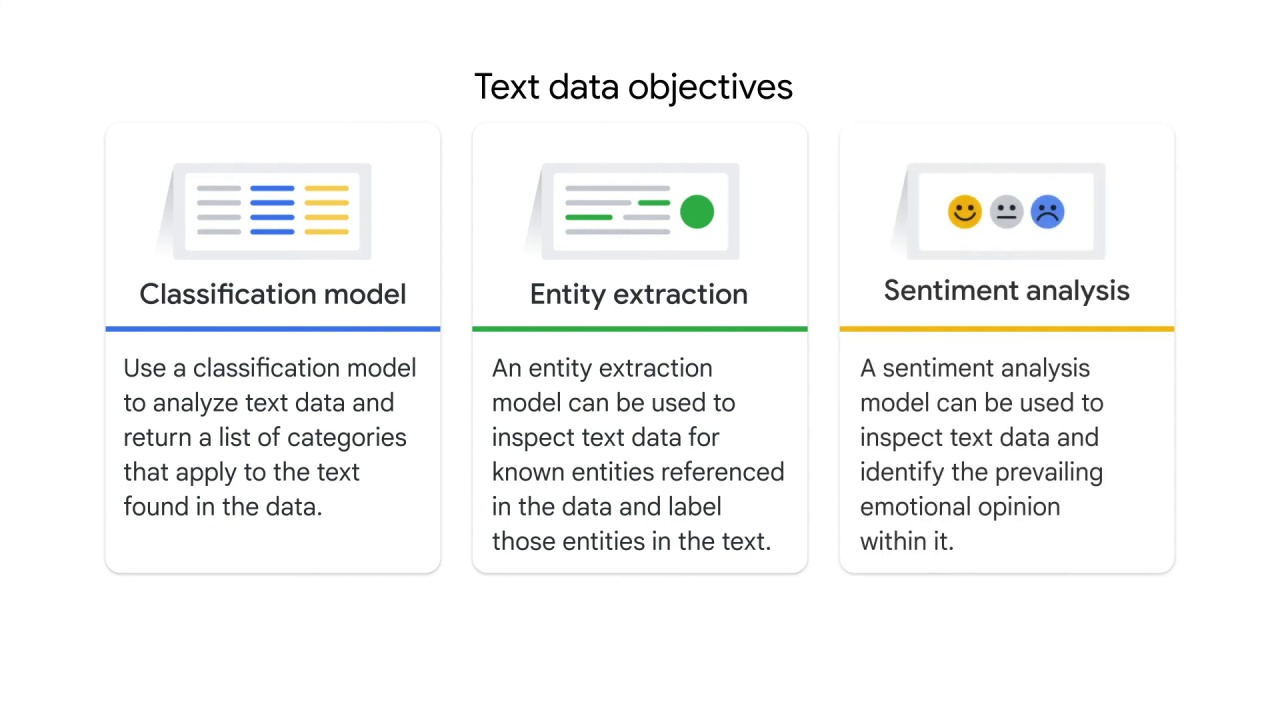 Text data objectives
Classification model
Use a classification model
to analyze text data and
return a list of categories
that apply to the text
found in the data.
Entity extraction
An entity extraction
model can be used to
inspect text data for
known entities referenced
in the data and label
those entities in the text.
Sentiment analysis
A sentiment analysis
model can be used to
inspect text data and
identify the prevailing
emotional opinion
within it.